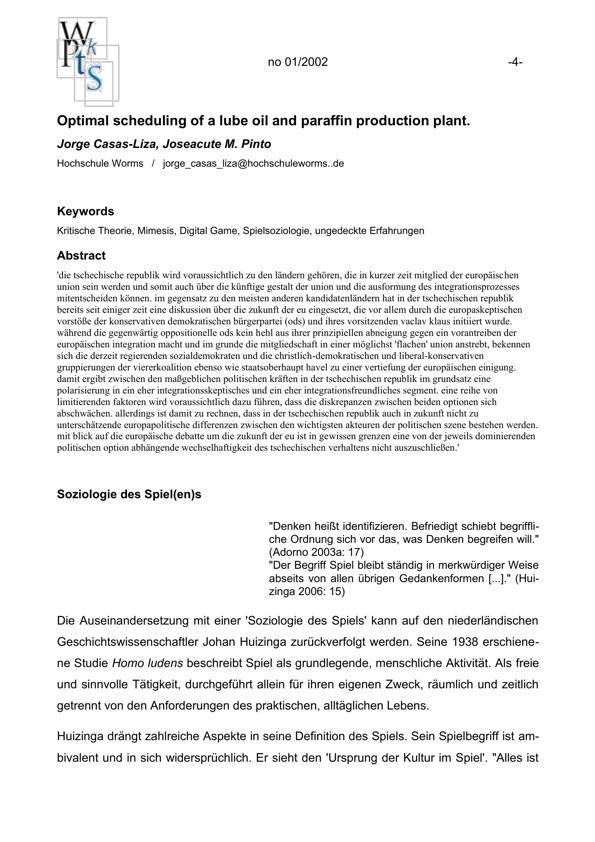 W
P k
t s
S
no 01/2002 -4-
Optimal scheduling of a lube oil and paraffin production plant.
Jorge Casas-Liza, Joseacute M. Pinto
Hochschule Worms / jorge_casas_liza@hochschuleworms..de
Keywords
Kritische Theorie, Mimesis, Digital Game, Spielsoziologie, ungedeckte Erfahrungen
Abstract
'die tschechische republik wird voraussichtlich zu den ländern gehören, die in kurzer zeit mitglied der europäischen
union sein werden und somit auch über die künftige gestalt der union und die ausformung des integrationsprozesses
mitentscheiden können. im gegensatz zu den meisten anderen kandidatenländern hat in der tschechischen republik
bereits seit einiger zeit eine diskussion über die zukunft der eu eingesetzt, die vor allem durch die europaskeptischen
vorstöße der konservativen demokratischen bürgerpartei (ods) und ihres vorsitzenden vaclav klaus initiiert wurde.
während die gegenwärtig oppositionelle ods kein hehl aus ihrer prinzipiellen abneigung gegen ein vorantreiben der
europäischen integration macht und im grunde die mitgliedschaft in einer möglichst 'flachen' union anstrebt, bekennen
sich die derzeit regierenden sozialdemokraten und die christlich-demokratischen und liberal-konservativen
gruppierungen der viererkoalition ebenso wie staatsoberhaupt havel zu einer vertiefung der europäischen einigung.
damit ergibt zwischen den maßgeblichen politischen kräften in der tschechischen republik im grundsatz eine
polarisierung in ein eher integrationsskeptisches und ein eher integrationsfreundliches segment. eine reihe von
limitierenden faktoren wird voraussichtlich dazu führen, dass die diskrepanzen zwischen beiden optionen sich
abschwächen. allerdings ist damit zu rechnen, dass in der tschechischen republik auch in zukunft nicht zu
unterschätzende europapolitische differenzen zwischen den wichtigsten akteuren der politischen szene bestehen werden.
mit blick auf die europäische debatte um die zukunft der eu ist in gewissen grenzen eine von der jeweils dominierenden
politischen option abhängende wechselhaftigkeit des tschechischen verhaltens nicht auszuschließen.'
Soziologie des Spiel(en)s
"Denken heißt identifizieren. Befriedigt schiebt begriffli-
che Ordnung sich vor das, was Denken begreifen will."
(Adorno 2003a: 17)
"Der Begriff Spiel bleibt ständig in merkwürdiger Weise
abseits von allen übrigen Gedankenformen [...]." (Hui-
zinga 2006: 15)
Die Auseinandersetzung mit einer 'Soziologie des Spiels' kann auf den niederländischen
Geschichtswissenschaftler Johan Huizinga zurückverfolgt werden. Seine 1938 erschiene-
ne Studie Homo ludens beschreibt Spiel als grundlegende, menschliche Aktivität. Als freie
und sinnvolle Tätigkeit, durchgeführt allein für ihren eigenen Zweck, räumlich und zeitlich
getrennt von den Anforderungen des praktischen, alltäglichen Lebens.
Huizinga drängt zahlreiche Aspekte in seine Definition des Spiels. Sein Spielbegriff ist am-
bivalent und in sich widersprüchlich. Er sieht den 'Ursprung der Kultur im Spiel'. "Alles ist